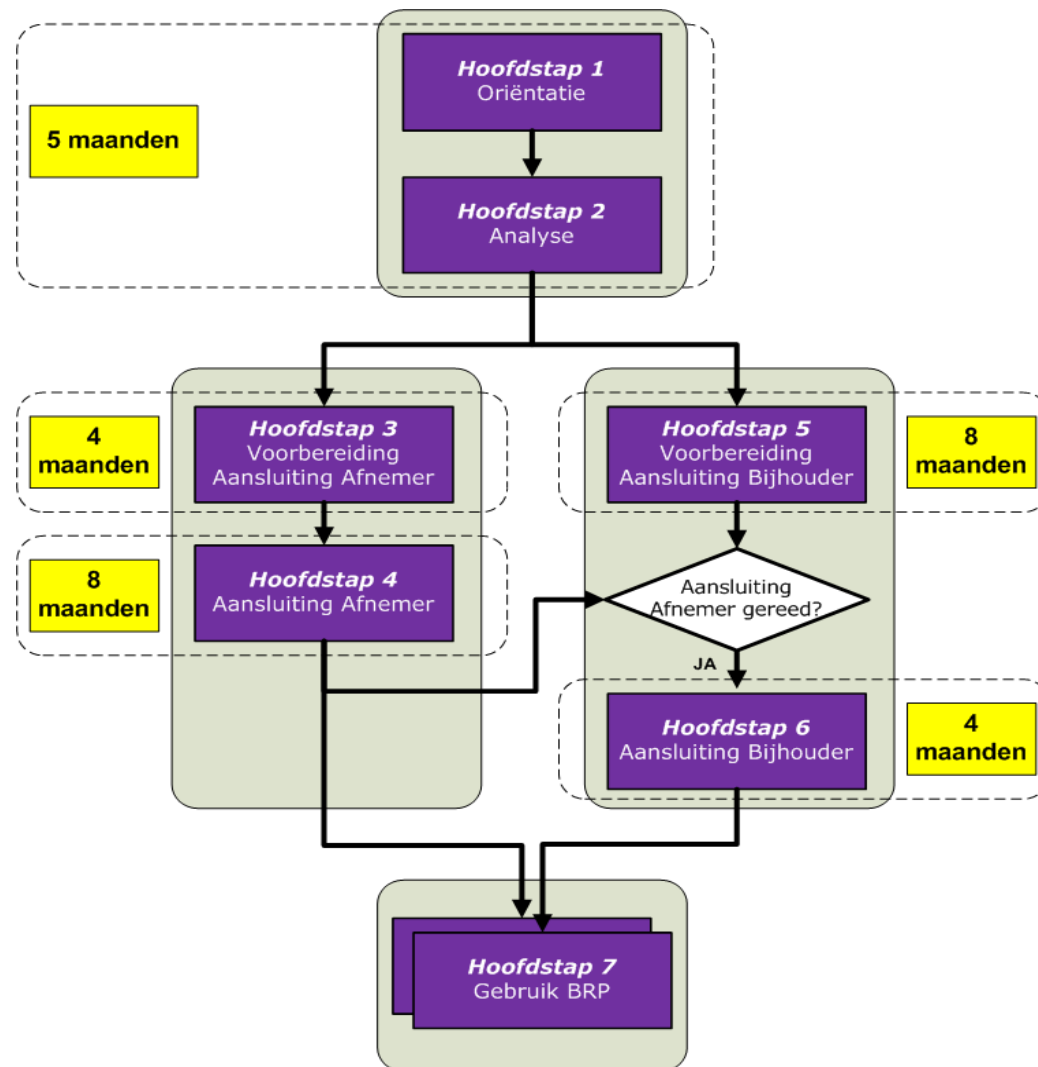 Hoofdstap 1
Oriëntatie
5 maanden
Hoofdstap 2
Analyse
4
maanden
Hoofdstap 3
Voorbereiding
Aansluiting Afnemer
Hoofdstap 5
Voorbereiding
Aansluiting Bijhouder
8
maanden
8
maanden
Hoofdstap 4
Aansluiting Afnemer
Aansluiting
Afnemer gereed?
JA
Hoofdstap 6
Aansluiting Bijhouder
4
maanden
Hoofdstap 7
Gebruik BRP